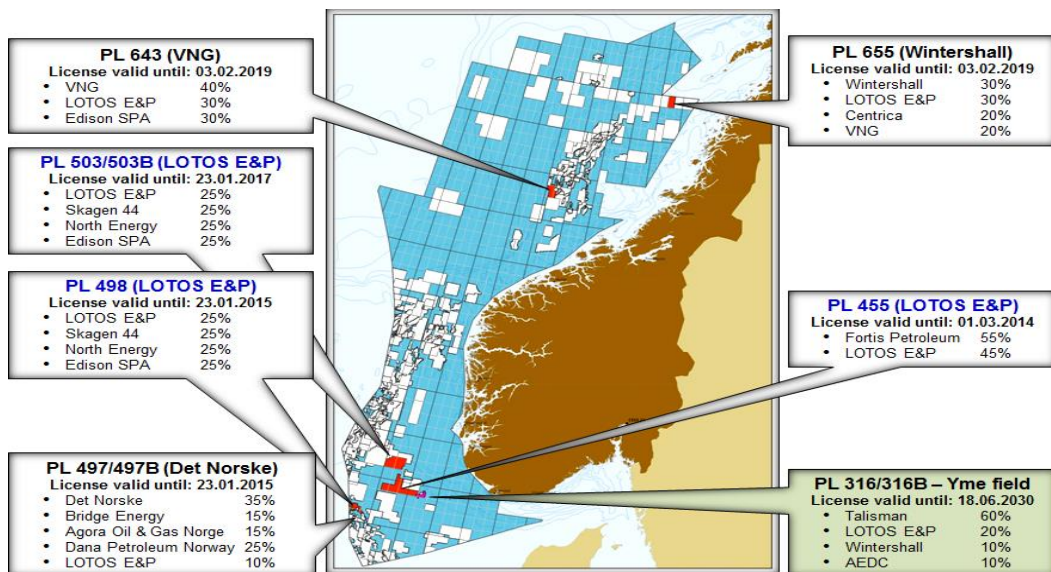 PL 643 (VNG)
License valid until: 03.02.2019
• VNG 40%
• LOTOS E&P 30%
• Edison SPA 30%
PL 503/503B (LOTOS E&P)
License valid until: 23.01.2017
• LOTOS E&P 25%
• Skagen 44 25%
• North Energy 25%
• Edison SPA 25%
PL 498 (LOTOS E&P)
License valid until: 23.01.2015
• LOTOS E&P 25%
• Skagen 44 25%
• North Energy 25%
• Edison SPA 25%
PL 497/497B (Det Norske)
License valid until: 23.01.2015
• Det Norske 35%
• Bridge Energy 15%
• Agora Oil & Gas Norge 15%
• Dana Petroleum Norway 25%
• LOTOS E&P 10%
PL 655 (Wintershall)
License valid until: 03.02.2019
• Wintershall 30%
• LOTOS E&P 30%
• Centrica 20%
• VNG 20%
PL 455 (LOTOS E&P)
License valid until: 01.03.2014
• Fortis Petroleum 55%
• LOTOS E&P 45%
PL 316/316B – Yme field
License valid until: 18.06.2030
• Talisman 60%
• LOTOS E&P 20%
• Wintershall 10%
• AEDC 10%